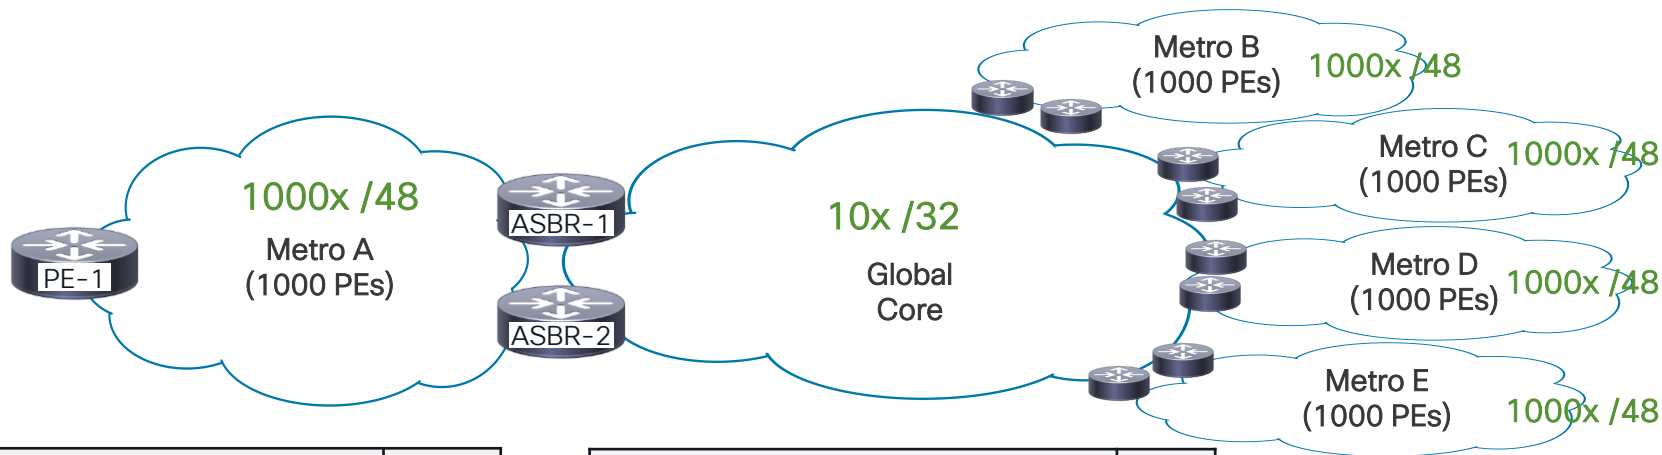 PE-1
1000x /48
Metro A
(1000 PEs)
ASBR-1
ASBR-2
10x /32
Global
Core
Metro B
(1000 PEs)
1000x /48
Metro C
(1000 PEs)
1000x /48
Metro D
(1000 PEs)
1000x /48
Metro E
(1000 PEs)
1000x /48